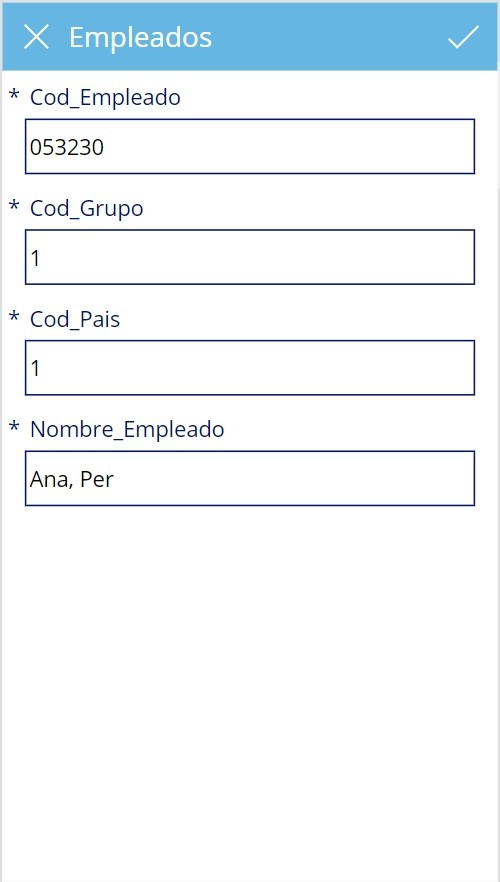 Empleados
* Cod_Empleado
053230
* Cod_Grupo
1
* Cod_Pais
1
* Nombre_Empleado
Ana, Per